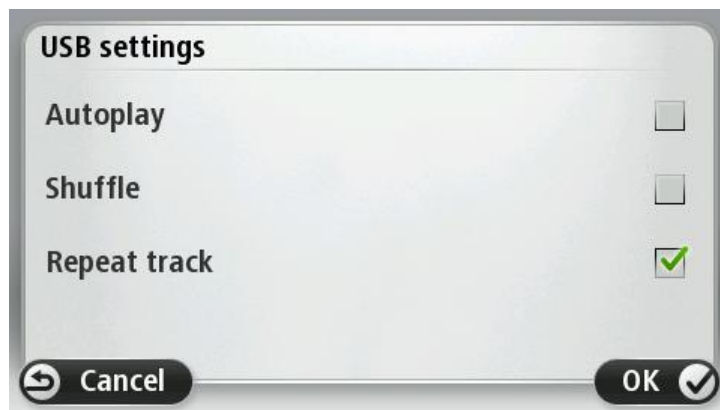 USB settings
Autoplay
Shuffle
Repeat track
Cancel
OK